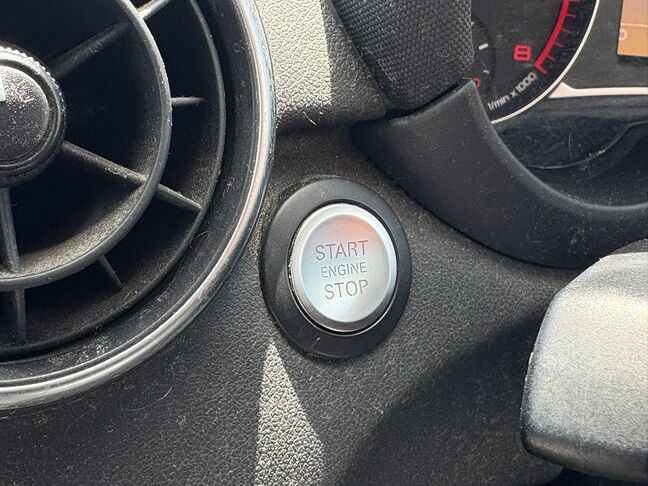 START
ENGINE
STOP
8
1/min x 1000